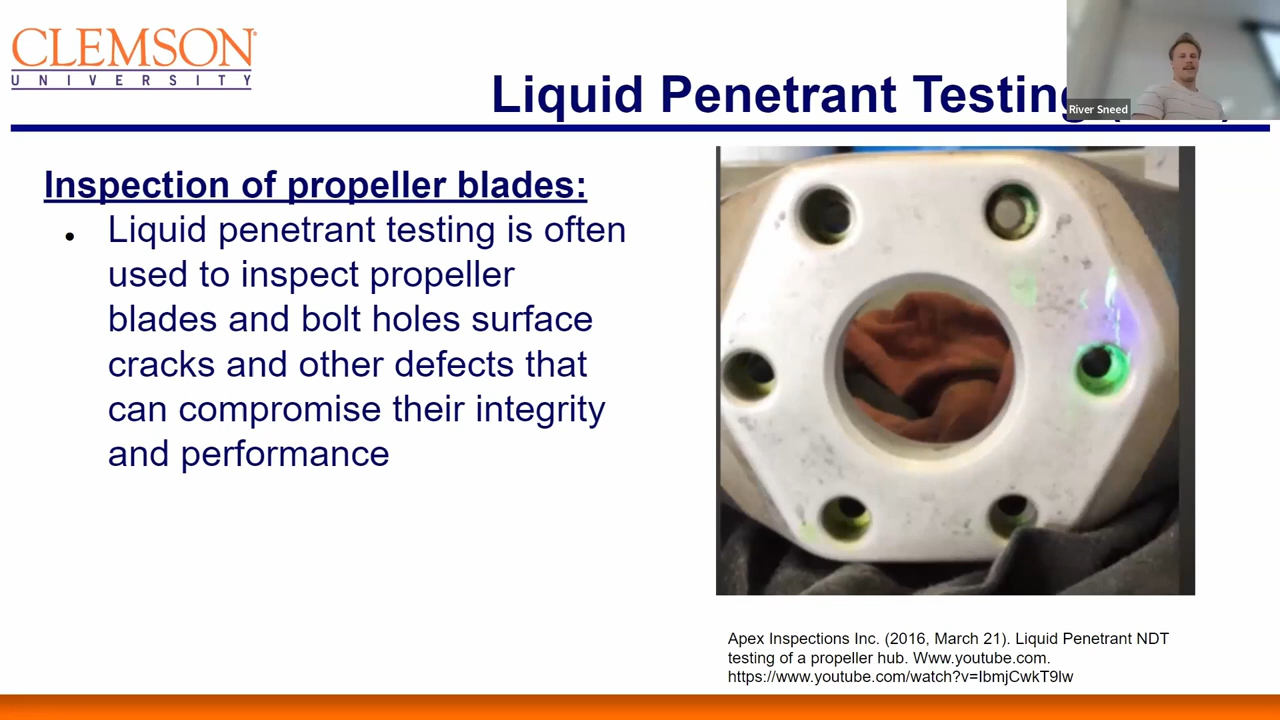 CLEMSON
UNIVERSITY
Liquid Penetrant Testing
River Sneed
Inspection of propeller blades:
• Liquid penetrant testing is often
used to inspect propeller
blades and bolt holes surface
cracks and other defects that
can compromise their integrity
and performance
Apex Inspections Inc. (2016, March 21). Liquid Penetrant NDT
testing of a propeller hub. Www.youtube.com.
https://www.youtube.com/watch?v=IbmjCwkT9lw